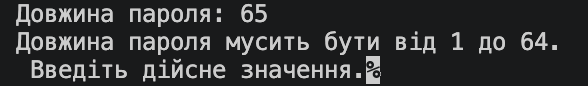 Довжина пароля: 65
Довжина пароля мусить бути від 1 до 64.
Введіть дійсне значення.%